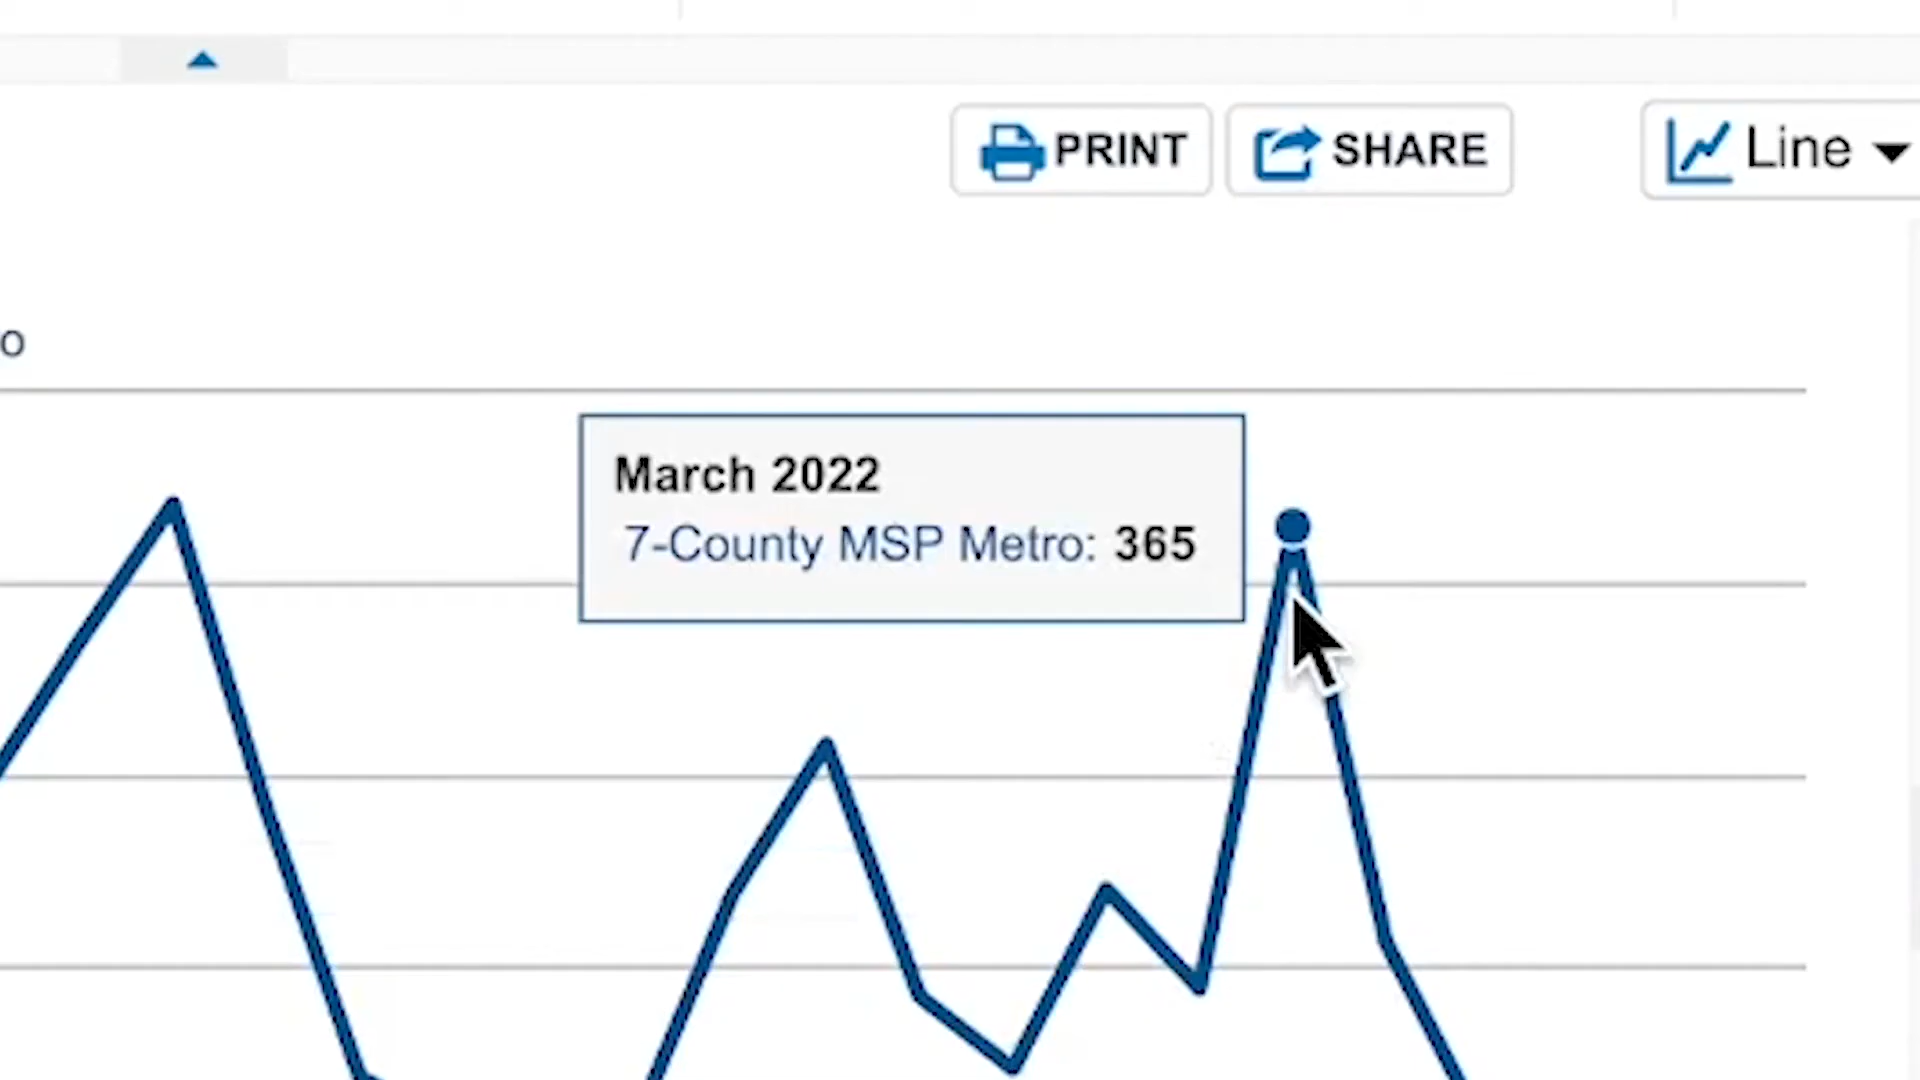 PRINT
SHARE
Line
o
March 2022
7-County MSP Metro: 365